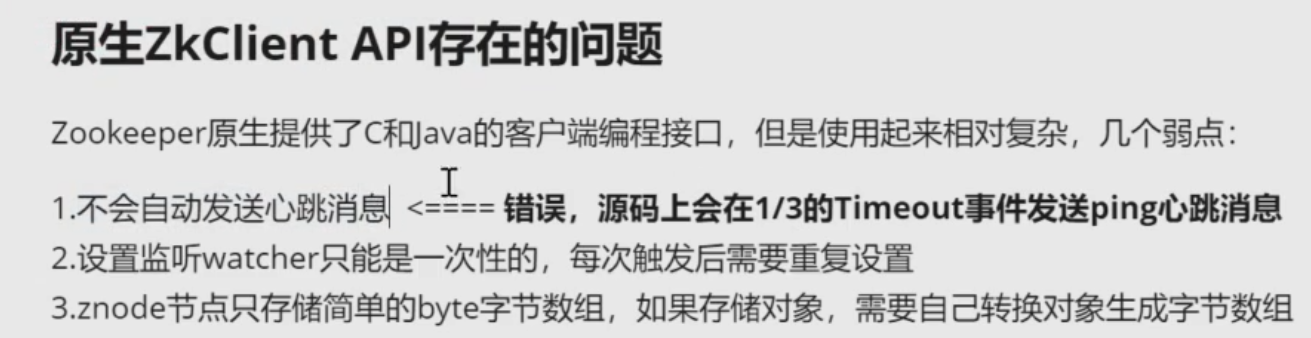 原生ZkClient API存在的问题
Zookeeper原生提供了C和Java的客户端编程接口，但是使用起来相对复杂，几个弱点：
1.不会自动发送心跳消息 <==== 错误，源码上会在1/3的Timeout事件发送ping心跳消息
2.设置监听watcher只能是一次性的，每次触发后需要重复设置
3.znode节点只存储简单的byte字节数组，如果存储对象，需要自己转换对象生成字节数组